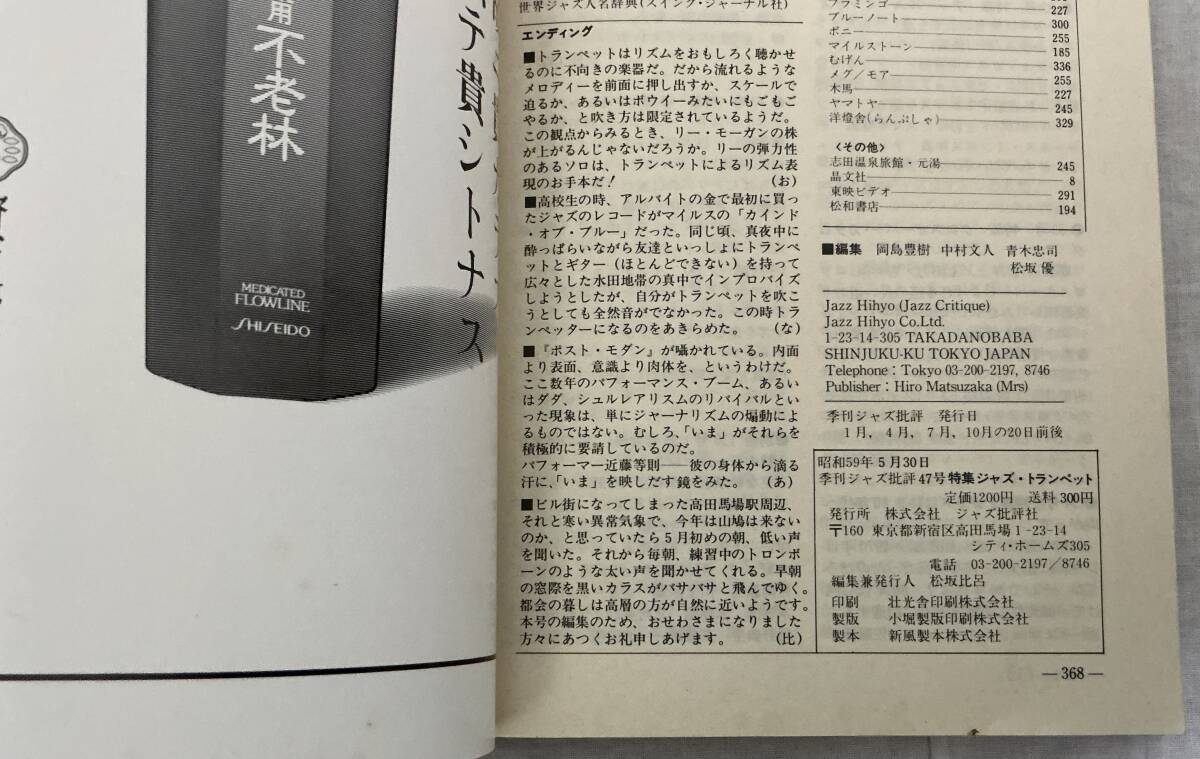 用不老林
MEDICATED
FLOWLINE
SHISEIDO
貴シトナス
世界ジャズ人名辞典(スイング・ジャーナル社)
エンディング
■トランペットはリズムをおもしろく聴かせ
るのに不向きの楽器だ。だから流れるような
メロディーを前面に押し出すか、スケールで
迫るか、あるいはボウイーみたいにもごもご
やるか、と吹き方は限定されているようだ。
この観点からみるとき、リー・モーガンの株
が上がるんじゃないだろうか。リーの弾力性
のあるソロは、トランペットによるリズム表
現のお手本だ! (お)
■高校生の時、アルバイトの金で最初に買っ
たジャズのレコードがマイルスの「カインド
・オブ・ブルー」だった。同じ頃、真夜中に
酔っぱらいながら友達といっしょにトランペ
ットとギター(ほとんどできない)を持って
広々とした水田地帯の真中でインプロバイズ
しようとしたが、自分がトランペットを吹こ
うとしても全然音がでなかった。この時トラ
ンペッターになるのをあきらめた。 (な)
■『ポスト・モダン』が囁かれている。内面
より表面、意識より肉体を、というわけだ。
ここ数年のパフォーマンス・ブーム、あるい
はダダ、シュルレアリスムのリバイバルとい
った現象は、単にジャーナリズムの煽動によ
るものではない。むしろ、「いま」がそれらを
積極的に要請しているのだ。
パフォーマー近藤等則──彼の身体から滴る
汗に、「いま」を映しだす鏡をみた。 (あ)
■ビル街になってしまった高田馬場駅周辺、
それと寒い異常気象で、今年は山鳩は来ない
のか、と思っていたら5月初めの朝、低い声
を聞いた。それから毎朝、練習中のトロンボ
ーンのような太い声を聞かせてくれる。早朝
の窓際を黒いカラスがバサバサと飛んでゆく。
都会の暮しは高層の方が自然に近いようです。
本号の編集のため、おせわさまになりました
方々にあつくお礼申しあげます。 (比)
フラミンゴ 227
ブルーノート 300
ポニー 255
マイルストーン 185
むげん 336
メグ/モア 255
木馬 227
ヤマトヤ 245
洋燈舎(らんぷしゃ) 329
<その他>
志田温泉旅館・元湯 245
晶文社 8
東映ビデオ 291
松和書店 194
■編集 岡島豊樹 中村文人 青木忠司
松坂 優
Jazz Hihyo (Jazz Critique)
Jazz Hihyo Co.Ltd.
1-23-14-305 TAKADANOBABA
SHINJUKU-KU TOKYO JAPAN
Telephone : Tokyo 03-200-2197, 8746
Publisher : Hiro Matsuzaka (Mrs)
季刊ジャズ批評 発行日
1月, 4月, 7月, 10月の20日前後
昭和59年5月30日
季刊ジャズ批評47号 特集ジャズ・トランペット
定価1200円 送料300円
発行所 株式会社 ジャズ批評社
〒160 東京都新宿区高田馬場1-23-14
シティ・ホームズ305
電話 03-200-2197/8746
編集兼発行人 松坂比呂
印刷 壮光舎印刷株式会社
製版 小堀製版印刷株式会社
製本 新風製本株式会社
—368—